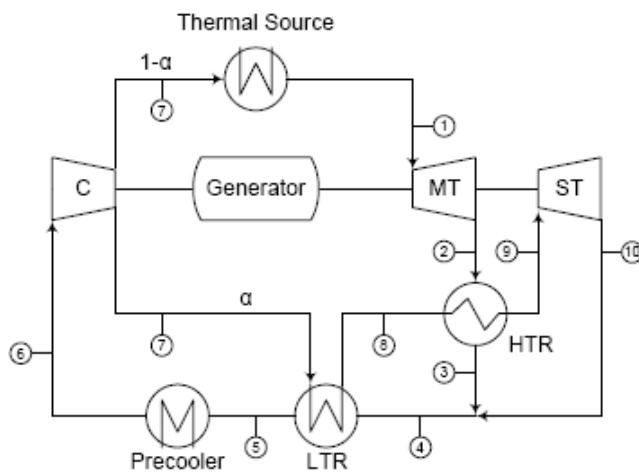 Thermal Source
1-α
7
1
C
Generator
MT
ST
2
9
10
α
8
7
HTR
6
3
5
4
Precooler
LTR